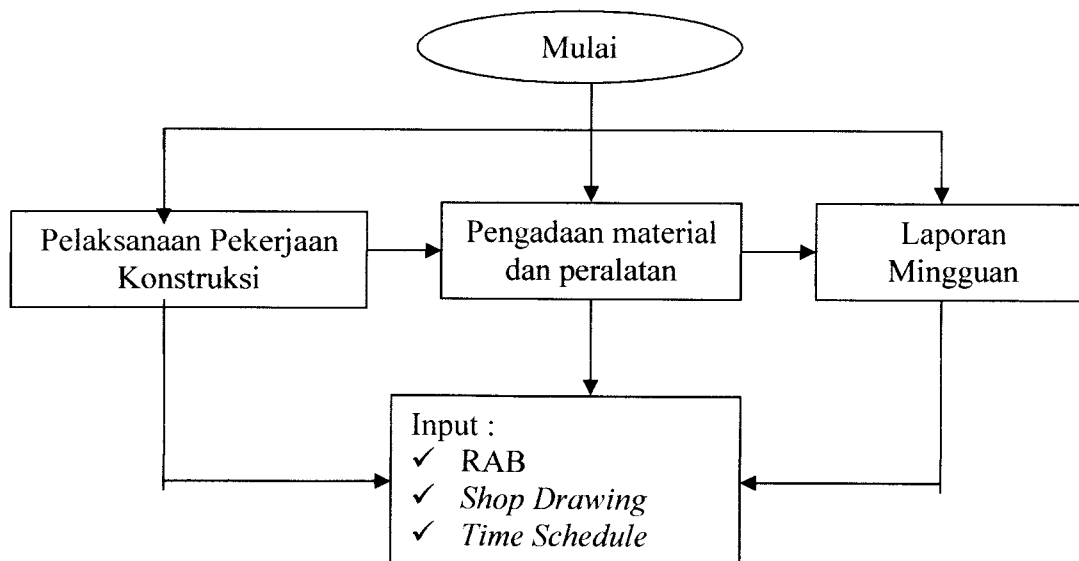 Mulai
Pelaksanaan Pekerjaan
Konstruksi
Pengadaan material
dan peralatan
Laporan
Mingguan
Input :
✓ RAB
✓ Shop Drawing
✓ Time Schedule